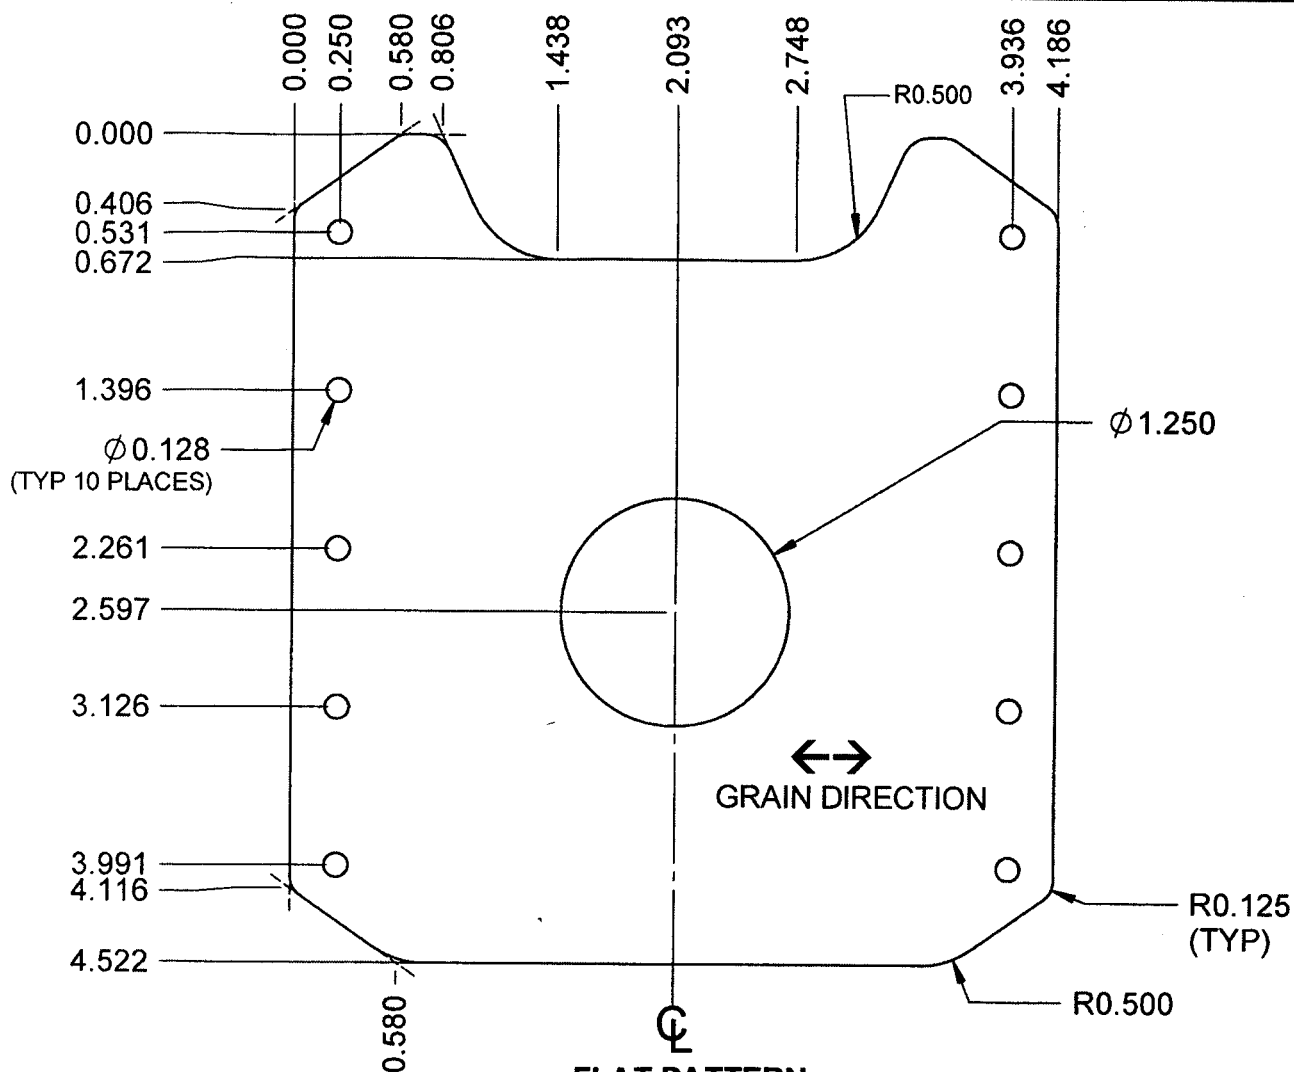 0.000
0.250
0.580
0.806
1.438
2.093
2.748
3.936
4.186
R0.500
0.000
0.406
0.531
0.672
1.396
Ø0.128
(TYP 10 PLACES)
Ø1.250
2.261
2.597
3.126
GRAIN DIRECTION
3.991
4.116
R0.125
(TYP)
4.522
R0.500
0.580
CL
FLAT PATTERN